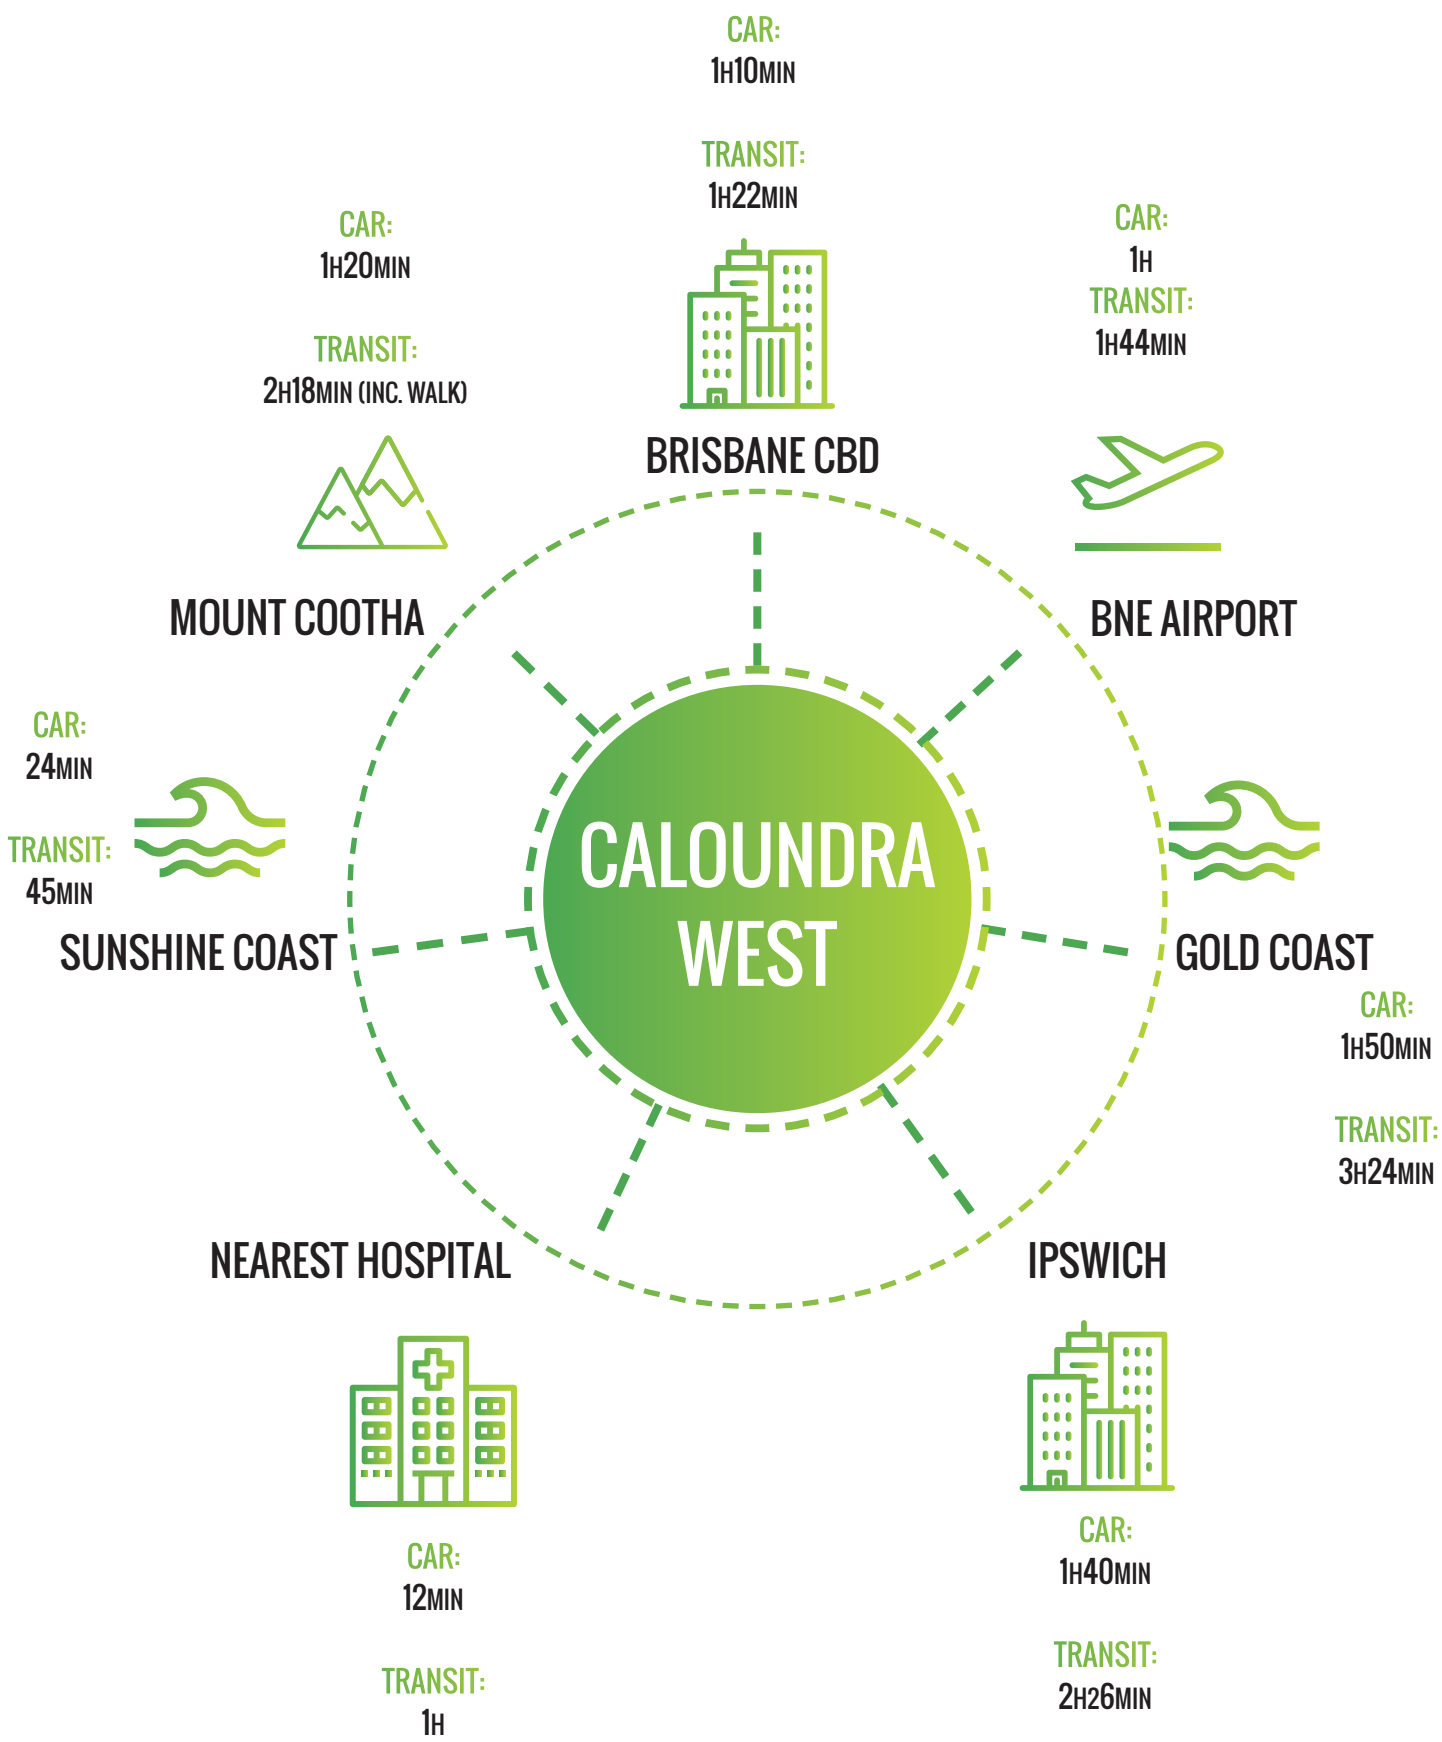 CAR:
1H10MIN
TRANSIT:
1H22MIN
BRISBANE CBD
CAR:
1H20MIN
TRANSIT:
2H18MIN (INC. WALK)
MOUNT COOTHA
CAR:
1H
TRANSIT:
1H44MIN
BNE AIRPORT
CAR:
24MIN
TRANSIT:
45MIN
SUNSHINE COAST
CALOUNDRA
WEST
GOLD COAST
CAR:
1H50MIN
TRANSIT:
3H24MIN
NEAREST HOSPITAL
CAR:
12MIN
TRANSIT:
1H
IPSWICH
CAR:
1H40MIN
TRANSIT:
2H26MIN